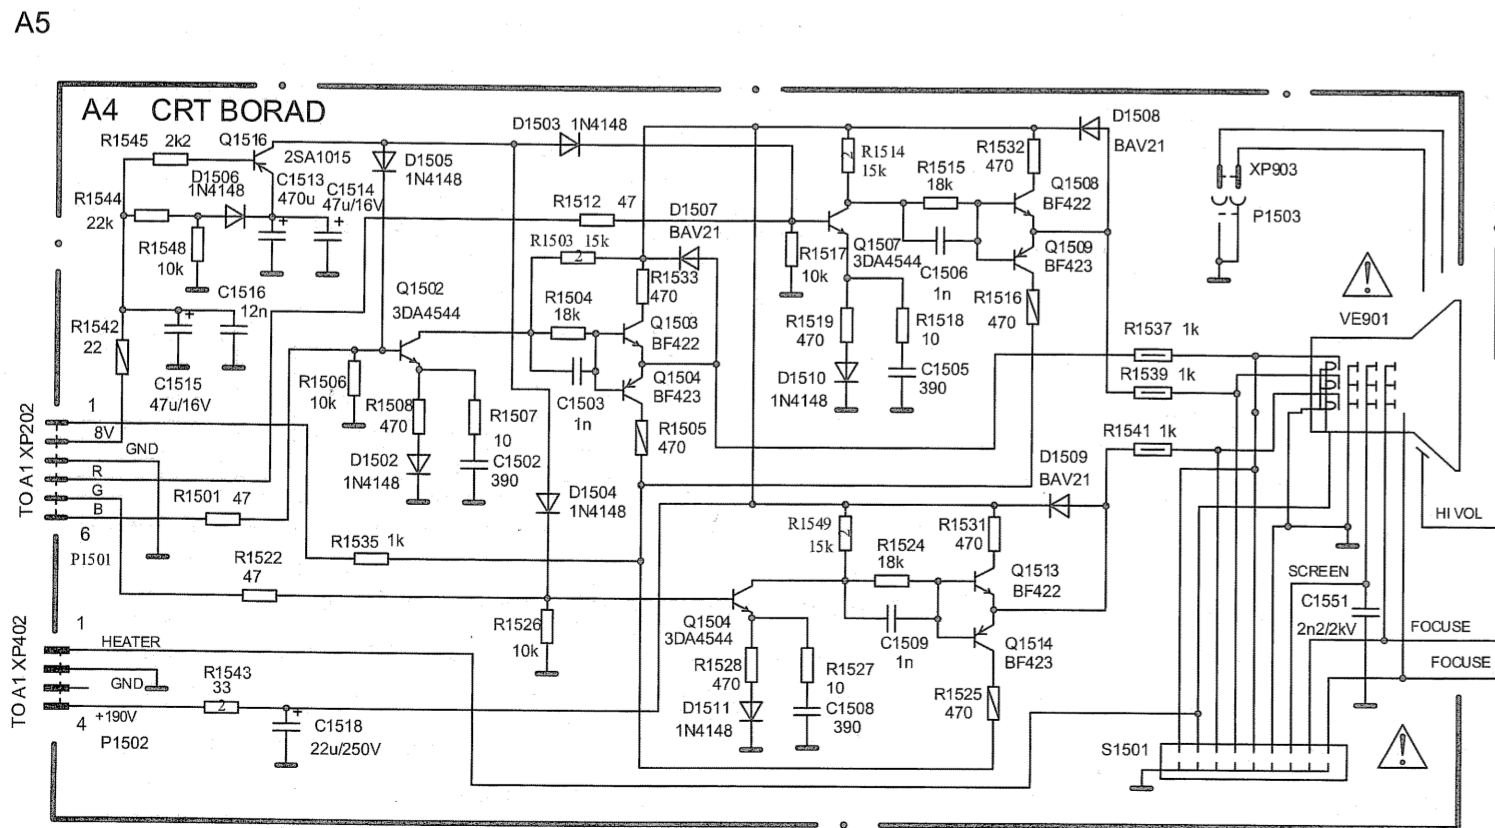 A5
A4 CRT BORAD
R1545 2k2
Q1516
2SA1015
D1506
1N4148
R1544
22k
R1548
10k
C1513
470u
C1514
47u/16V
D1505
1N4148
D1503 1N4148
R1512 47
D1507
BAV21
R1503 15k
2
R1533
470
R1504
18k
Q1502
3DA4544
C1516
12n
R1542
22
C1515
47u/16V
Q1503
BF422
Q1504
BF423
C1503
1n
R1505
470
R1506
10k
R1508
470
R1507
10
D1502
1N4148
C1502
390
D1504
1N4148
R1517
10k
Q1507
3DA4544
R1514
15k
2
R1515
18k
C1506
1n
R1532
470
D1508
BAV21
Q1508
BF422
Q1509
BF423
R1516
470
R1519
470
R1518
10
D1510
1N4148
C1505
390
XP903
P1503
VE901
R1537 1k
R1539 1k
R1541 1k
D1509
BAV21
HI VOL
TO A1 XP202
1
8V
GND
R
G
B
6
P1501
R1501 47
R1535 1k
R1522
47
R1526
10k
R1549
15k
2
R1524
18k
R1531
470
Q1513
BF422
Q1504
3DA4544
C1509
1n
Q1514
BF423
R1528
470
R1527
10
D1511
1N4148
C1508
390
R1525
470
SCREEN
C1551
2n2/2kV
FOCUSE
FOCUSE
TO A1 XP402
1
HEATER
GND
4
+190V
P1502
R1543
33
2
C1518
22u/250V
S1501